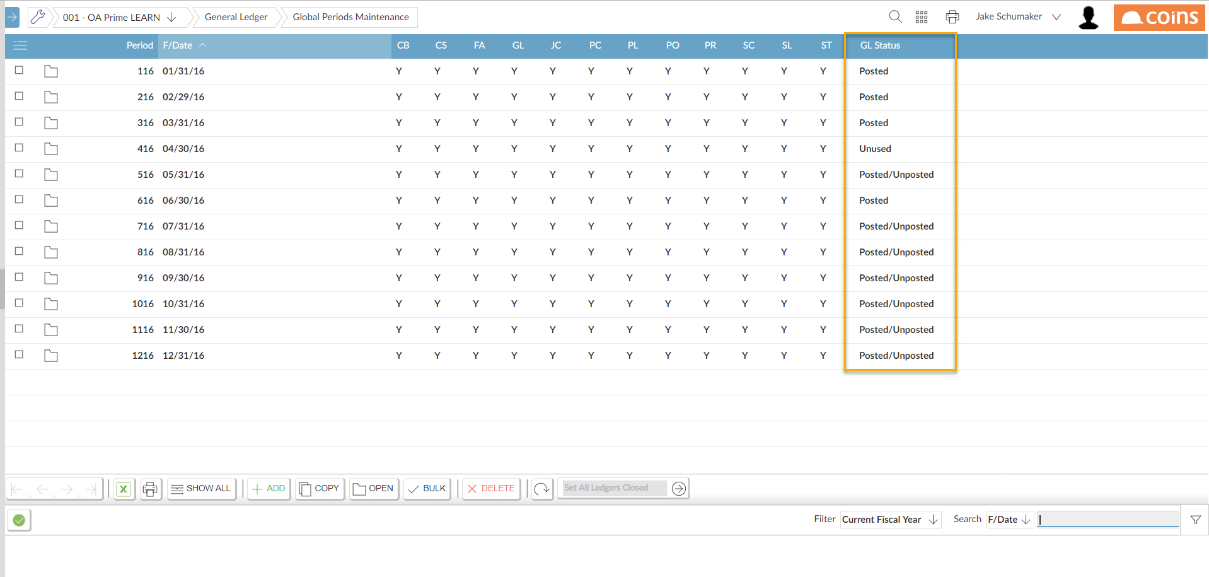 001 - OA Prime LEARN General Ledger Global Periods Maintenance Jake Schumaker coins
Period F/Date CB CS FA GL JC PC PL PO PR SC SL ST GL Status
116 01/31/16 Y Y Y Y Y Y Y Y Y Y Y Y Posted
216 02/29/16 Y Y Y Y Y Y Y Y Y Y Y Y Posted
316 03/31/16 Y Y Y Y Y Y Y Y Y Y Y Y Posted
416 04/30/16 Y Y Y Y Y Y Y Y Y Y Y Y Unused
516 05/31/16 Y Y Y Y Y Y Y Y Y Y Y Y Posted/Unposted
616 06/30/16 Y Y Y Y Y Y Y Y Y Y Y Y Posted
716 07/31/16 Y Y Y Y Y Y Y Y Y Y Y Y Posted/Unposted
816 08/31/16 Y Y Y Y Y Y Y Y Y Y Y Y Posted/Unposted
916 09/30/16 Y Y Y Y Y Y Y Y Y Y Y Y Posted/Unposted
1016 10/31/16 Y Y Y Y Y Y Y Y Y Y Y Y Posted/Unposted
1116 11/30/16 Y Y Y Y Y Y Y Y Y Y Y Y Posted/Unposted
1216 12/31/16 Y Y Y Y Y Y Y Y Y Y Y Y Posted/Unposted
X SHOW ALL ADD COPY OPEN BULK DELETE Set All Ledgers Closed
Filter Current Fiscal Year Search F/Date